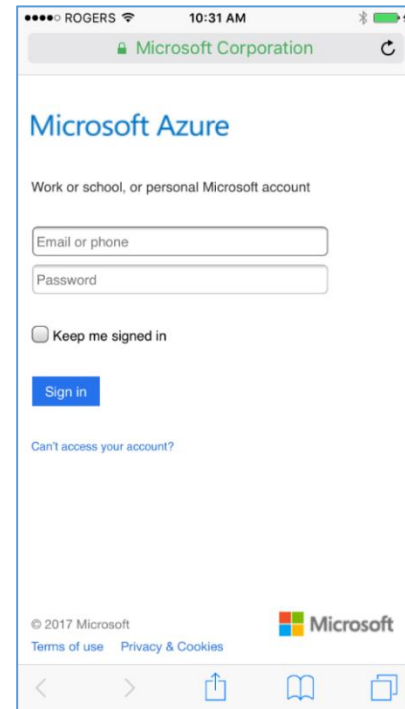 ROGERS 10:31 AM
Microsoft Corporation
Microsoft Azure
Work or school, or personal Microsoft account
Email or phone
Password
Keep me signed in
Sign in
Can't access your account?
© 2017 Microsoft
Microsoft
Terms of use Privacy & Cookies